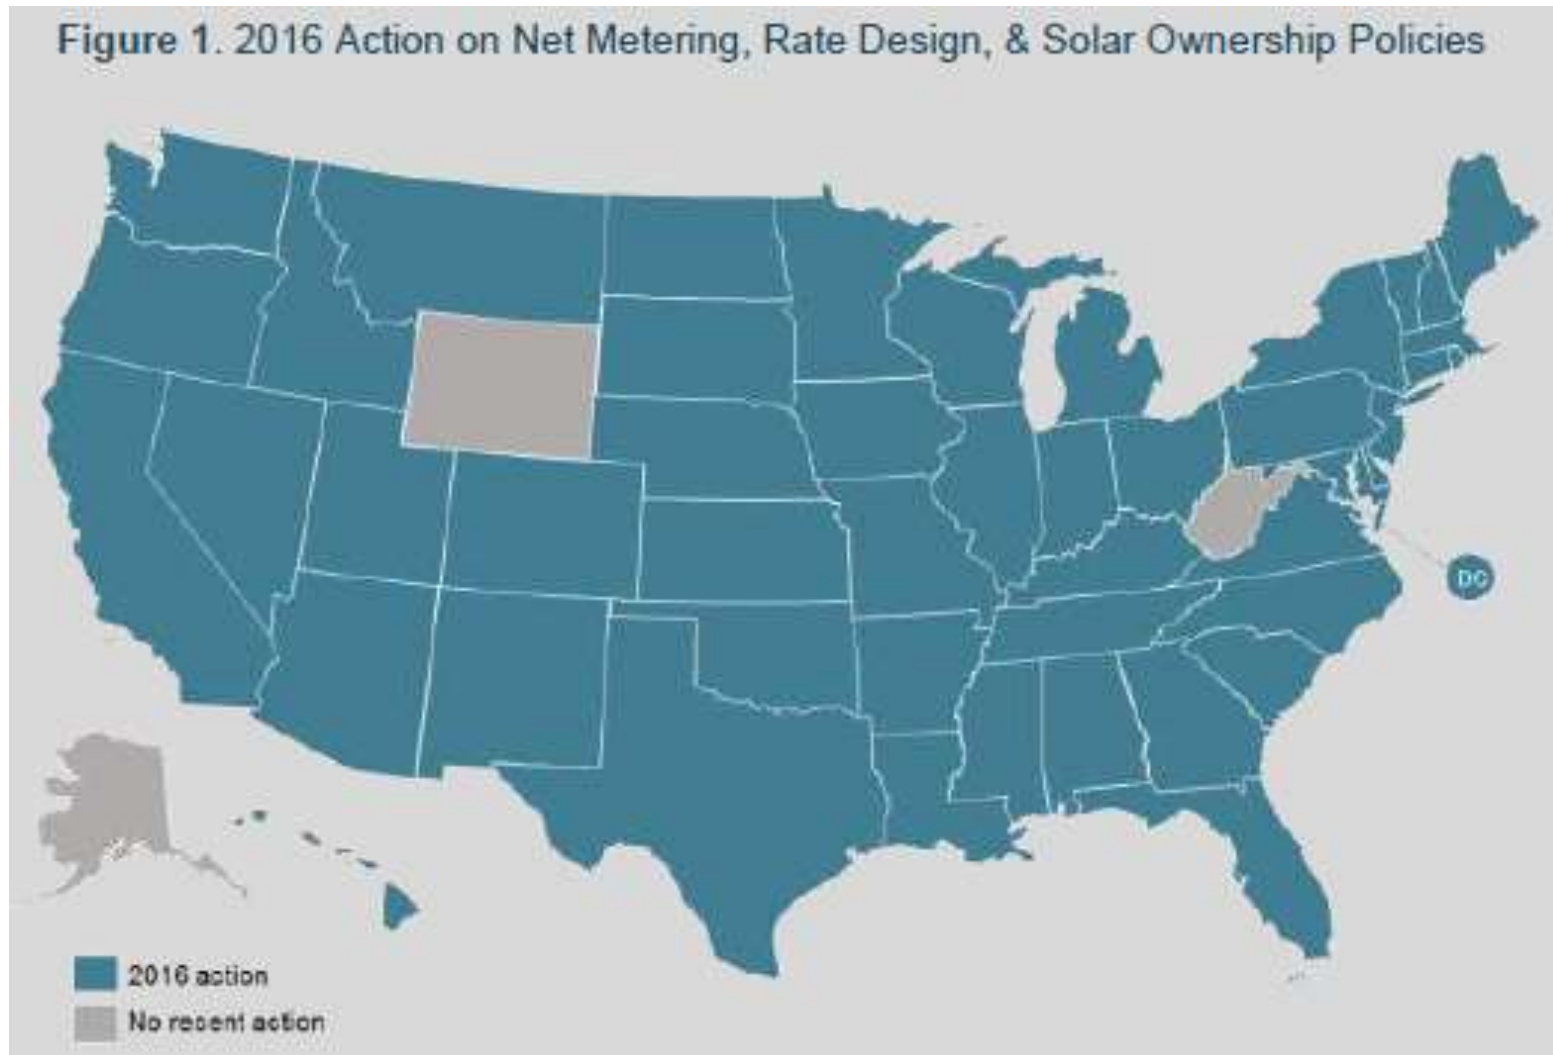 Figure 1. 2016 Action on Net Metering, Rate Design, & Solar Ownership Policies
DC
2016 action
No recent action